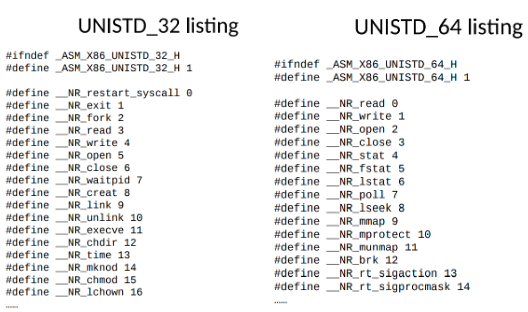 UNISTD_32 listing
#ifndef _ASM_X86_UNISTD_32_H
#define _ASM_X86_UNISTD_32_H 1
#define __NR_restart_syscall 0
#define __NR_exit 1
#define __NR_fork 2
#define __NR_read 3
#define __NR_write 4
#define __NR_open 5
#define __NR_close 6
#define __NR_waitpid 7
#define __NR_creat 8
#define __NR_link 9
#define __NR_unlink 10
#define __NR_execve 11
#define __NR_chdir 12
#define __NR_time 13
#define __NR_mknod 14
#define __NR_chmod 15
#define __NR_lchown 16
……
UNISTD_64 listing
#ifndef _ASM_X86_UNISTD_64_H
#define _ASM_X86_UNISTD_64_H 1
#define __NR_read 0
#define __NR_write 1
#define __NR_open 2
#define __NR_close 3
#define __NR_stat 4
#define __NR_fstat 5
#define __NR_lstat 6
#define __NR_poll 7
#define __NR_lseek 8
#define __NR_mmap 9
#define __NR_mprotect 10
#define __NR_munmap 11
#define __NR_brk 12
#define __NR_rt_sigaction 13
#define __NR_rt_sigprocmask 14
……